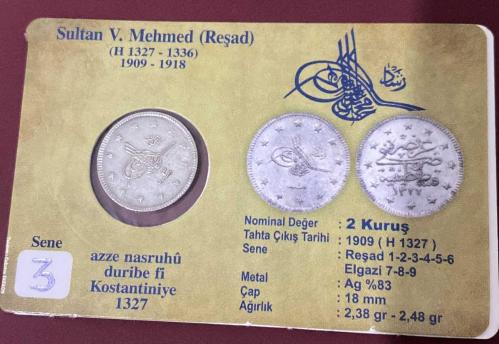 Sultan V. Mehmed (Reşad)
(H 1327 - 1336)
1909 - 1918
رشاد
Sene
3
azze nasruhû
duribe fi
Kostantiniye
1327
Nominal Değer : 2 Kuruş
Tahta Çıkış Tarihi : 1909 ( H 1327 )
Sene : Reşad 1-2-3-4-5-6
Elgazi 7-8-9
Metal : Ag %83
Çap : 18 mm
Ağırlık : 2,38 gr - 2,48 gr